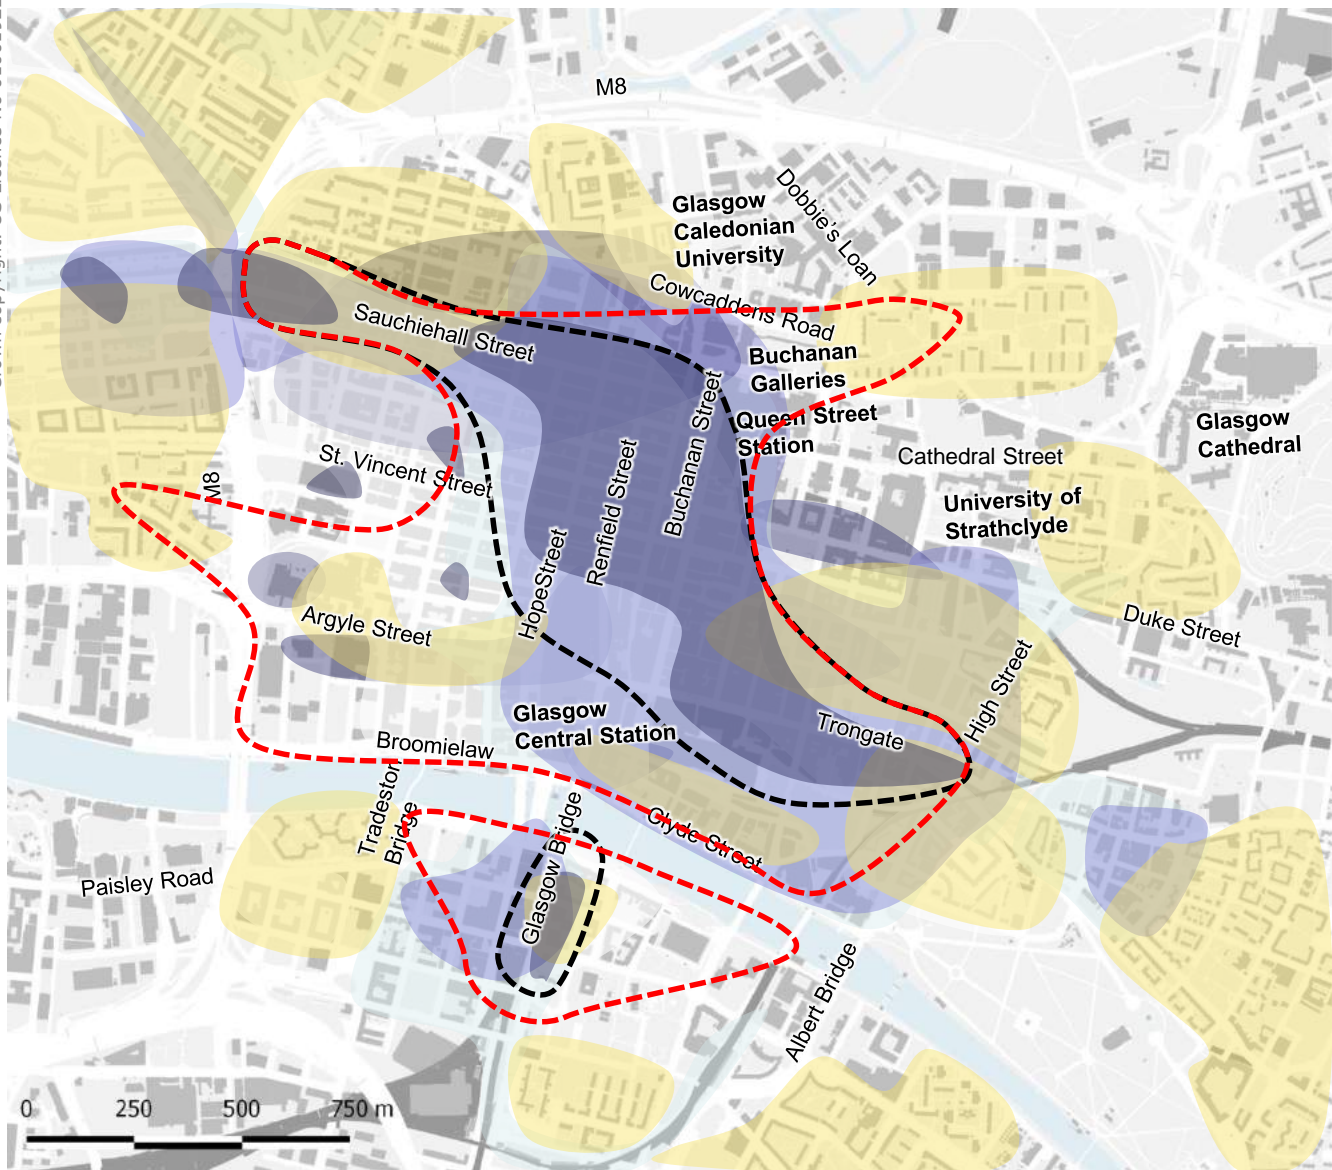 M8
Dobbie's Loan
Glasgow
Caledonian
University
Cowcaddens Road
Sauchiehall Street
Buchanan
Galleries
Buchanan Street
Queen Street
Station
Glasgow
Cathedral
Cathedral Street
St. Vincent Street
M8
Renfield Street
University of
Strathclyde
HopeStreet
Argyle Street
Duke Street
High Street
Glasgow
Central Station
Trongate
Broomielaw
Tradeston
Bridge
Clyde Street
Glasgow Bridge
Paisley Road
Albert Bridge
0 250 500 750 m